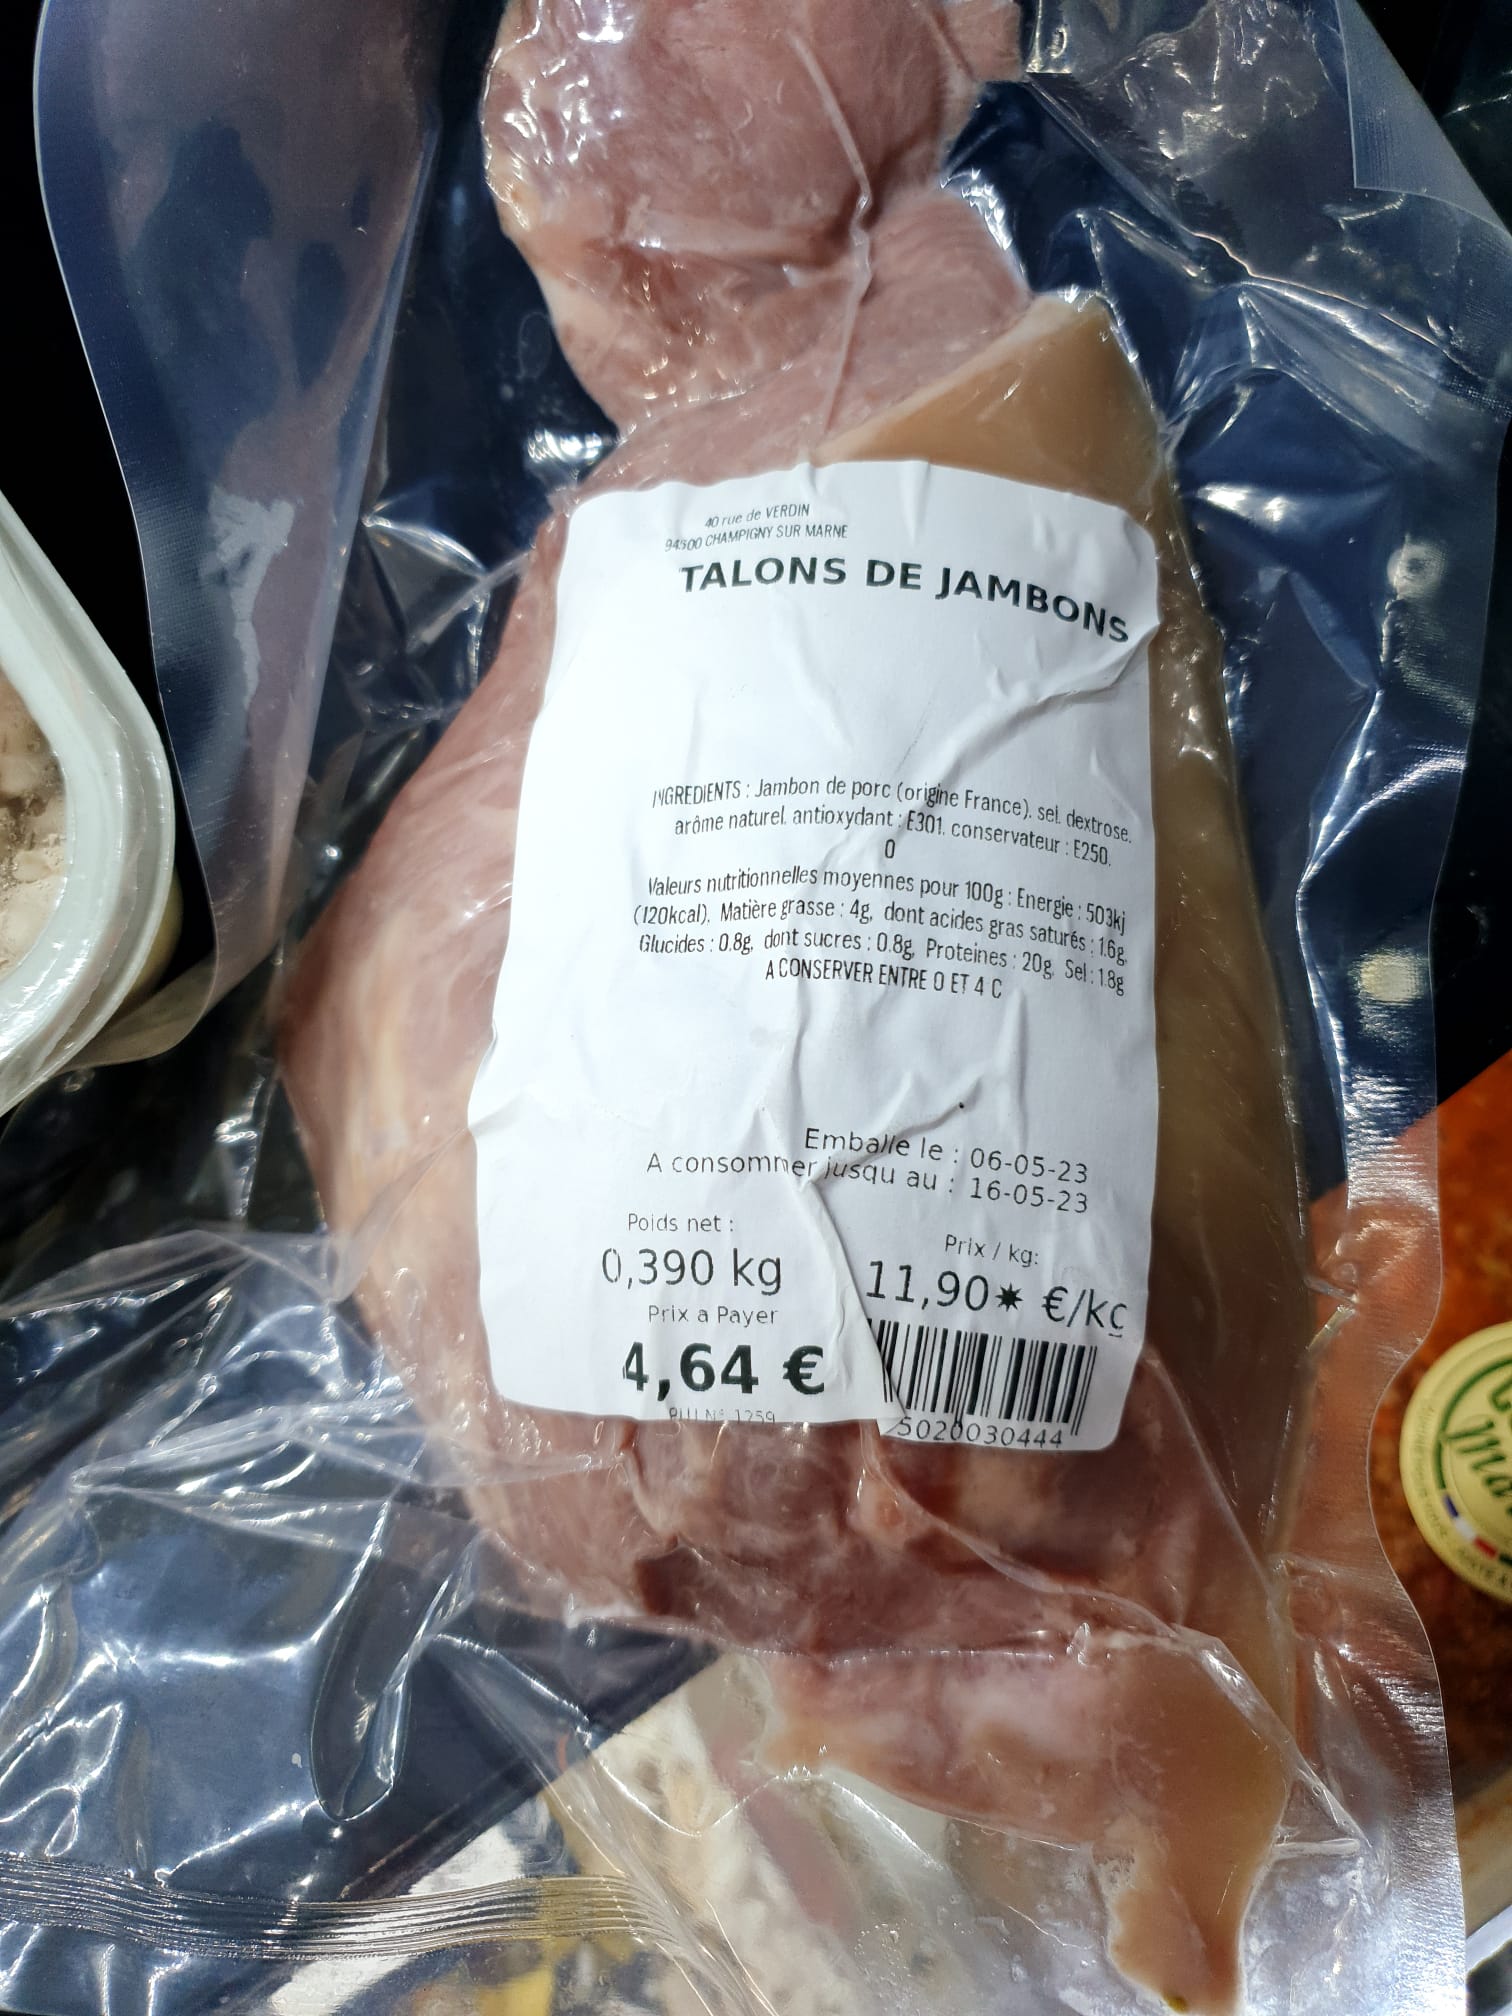 40 rue de VERDIN
94500 CHAMPIGNY SUR MARNE
TALONS DE JAMBONS
INGREDIENTS : Jambon de porc (origine France), sel, dextrose,
arôme naturel, antioxydant : E301, conservateur : E250,
0
Valeurs nutritionnelles moyennes pour 100g : Energie : 503kj
(120kcal), Matière grasse : 4g, dont acides gras saturés : 1.6g,
Glucides : 0.8g, dont sucres : 0.8g, Proteines : 20g, Sel : 1.8g
A CONSERVER ENTRE 0 ET 4 C
Emballe le : 06-05-23
A consommer jusqu au : 16-05-23
Poids net :
0,390 kg
Prix / kg:
11,90* €/kg
Prix a Payer
4,64 €
5020030444